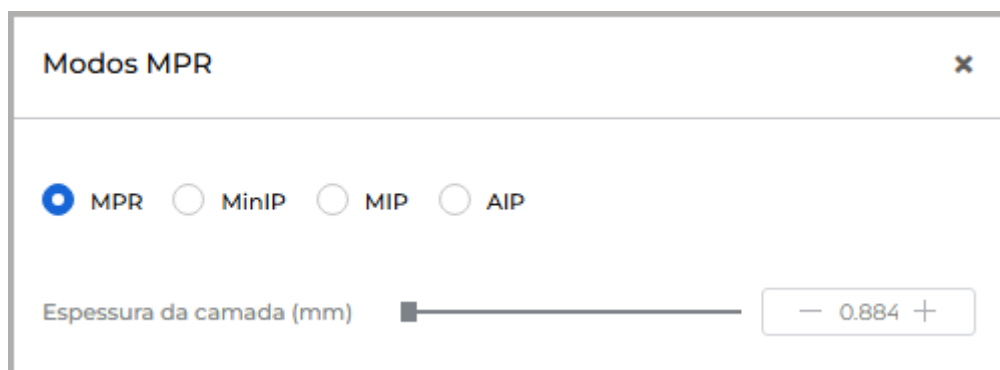 Modos MPR
MPR MinIP MIP AIP
Espessura da camada (mm) — 0.884 +